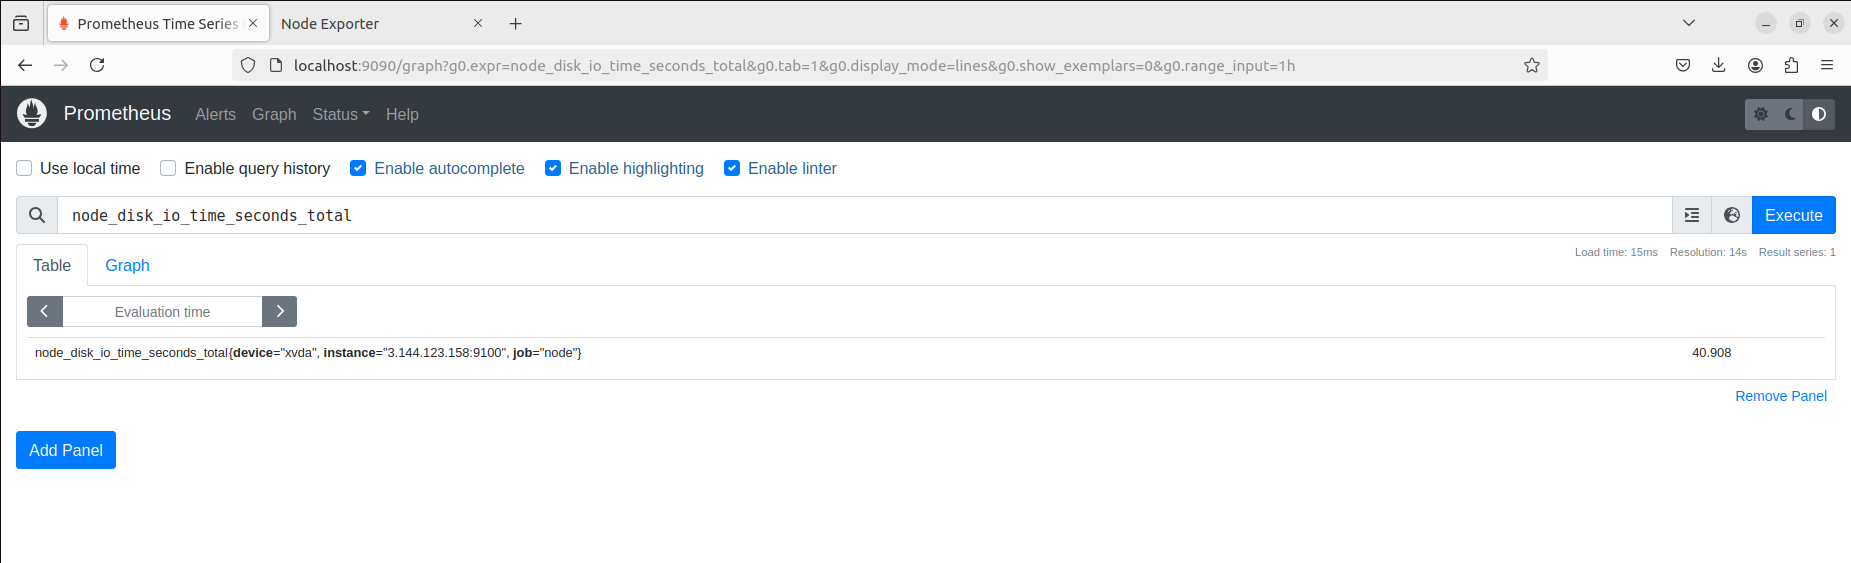 Prometheus Time Series
Node Exporter
localhost:9090/graph?g0.expr=node_disk_io_time_seconds_total&g0.tab=1&g0.display_mode=lines&g0.show_exemplars=0&g0.range_input=1h
Prometheus Alerts Graph Status Help
Use local time Enable query history Enable autocomplete Enable highlighting Enable linter
node_disk_io_time_seconds_total Execute
Table Graph Load time: 15ms Resolution: 14s Result series: 1
Evaluation time
node_disk_io_time_seconds_total{device="xvda", instance="3.144.123.158:9100", job="node"} 40.908
Remove Panel
Add Panel